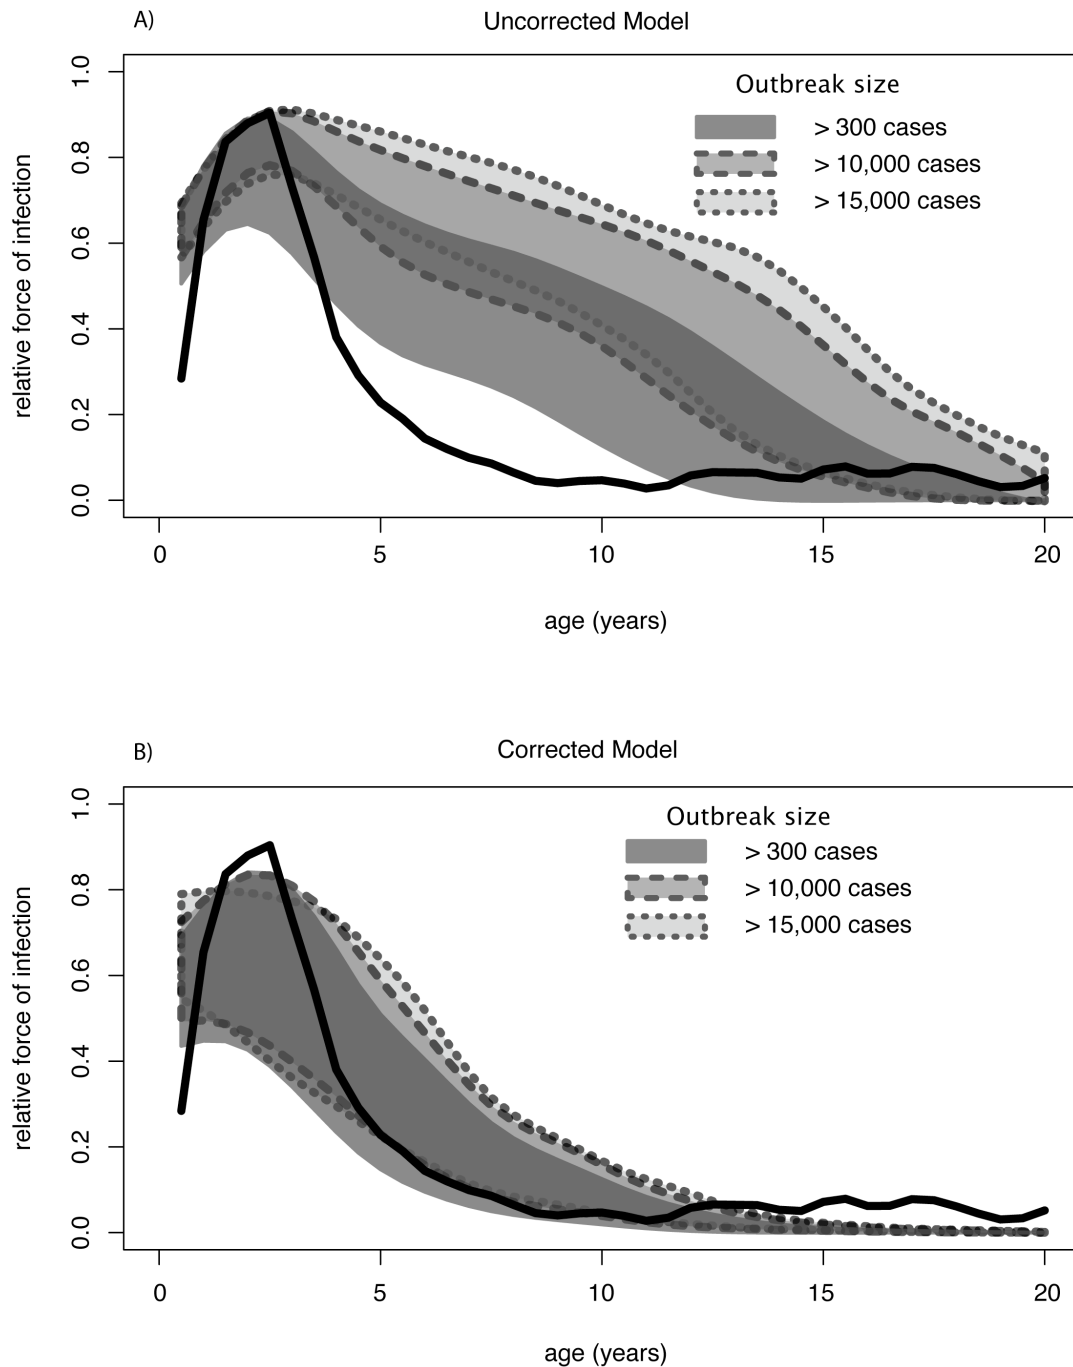 A)
Uncorrected Model
relative force of infection
1.0
0.8
0.6
0.4
0.2
0.0
Outbreak size
> 300 cases
> 10,000 cases
> 15,000 cases
0 5 10 15 20
age (years)
B)
Corrected Model
relative force of infection
1.0
0.8
0.6
0.4
0.2
0.0
Outbreak size
> 300 cases
> 10,000 cases
> 15,000 cases
0 5 10 15 20
age (years)